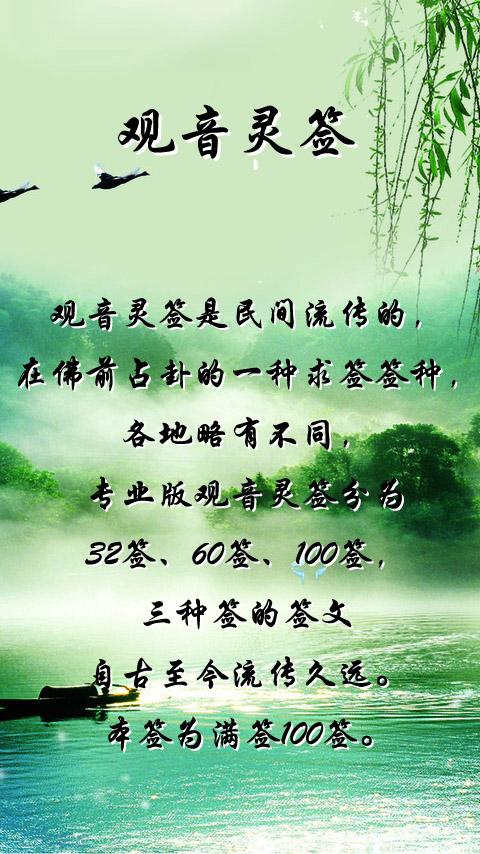 观音灵签
观音灵签是民间流传的，
在佛前占卦的一种求签签种，
各地略有不同，
专业版观音灵签分为
32签、60签、100签，
三种签的签文
自古至今流传久远。
本签为满签100签。